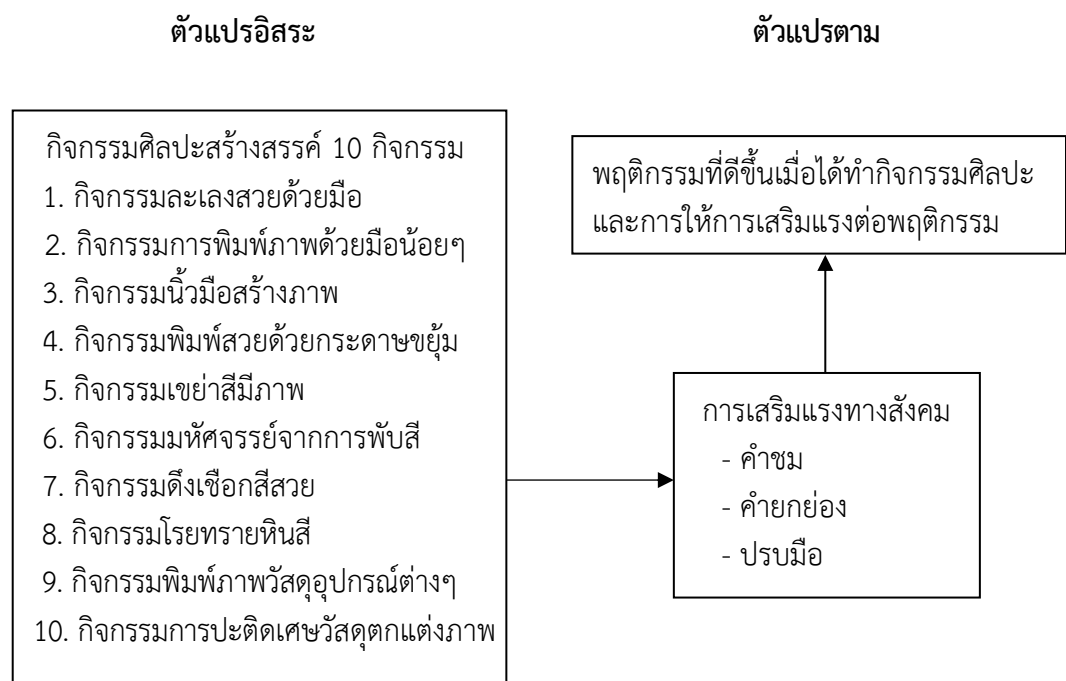 ตัวแปรอิสระ
ตัวแปรตาม
กิจกรรมศิลปะสร้างสรรค์ 10 กิจกรรม
1. กิจกรรมละเลงสวยด้วยมือ
2. กิจกรรมการพิมพ์ภาพด้วยมือน้อยๆ
3. กิจกรรมนิ้วมือสร้างภาพ
4. กิจกรรมพิมพ์สวยด้วยกระดาษขยุ้ม
5. กิจกรรมเขย่าสีมีภาพ
6. กิจกรรมมหัศจรรย์จากการพับสี
7. กิจกรรมดึงเชือกสีสวย
8. กิจกรรมโรยทรายหินสี
9. กิจกรรมพิมพ์ภาพวัสดุอุปกรณ์ต่างๆ
10. กิจกรรมการปะติดเศษวัสดุตกแต่งภาพ
พฤติกรรมที่ดีขึ้นเมื่อได้ทำกิจกรรมศิลปะ
และการให้การเสริมแรงต่อพฤติกรรม
การเสริมแรงทางสังคม
- คำชม
- คำยกย่อง
- ปรบมือ